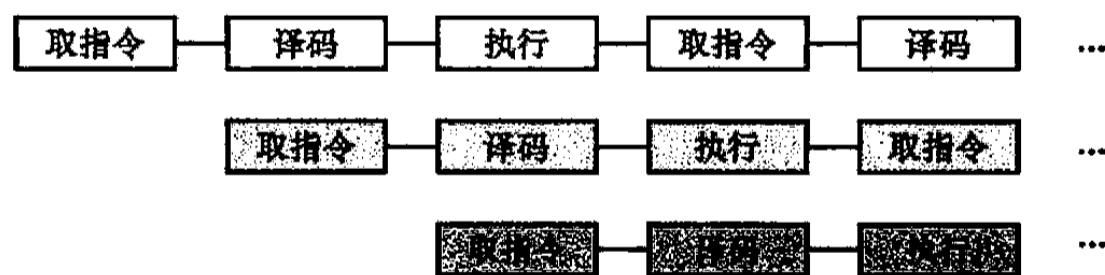 取指令 译码 执行 取指令 译码 ...
取指令 译码 执行 取指令 ...
取指令 译码 执行 ...